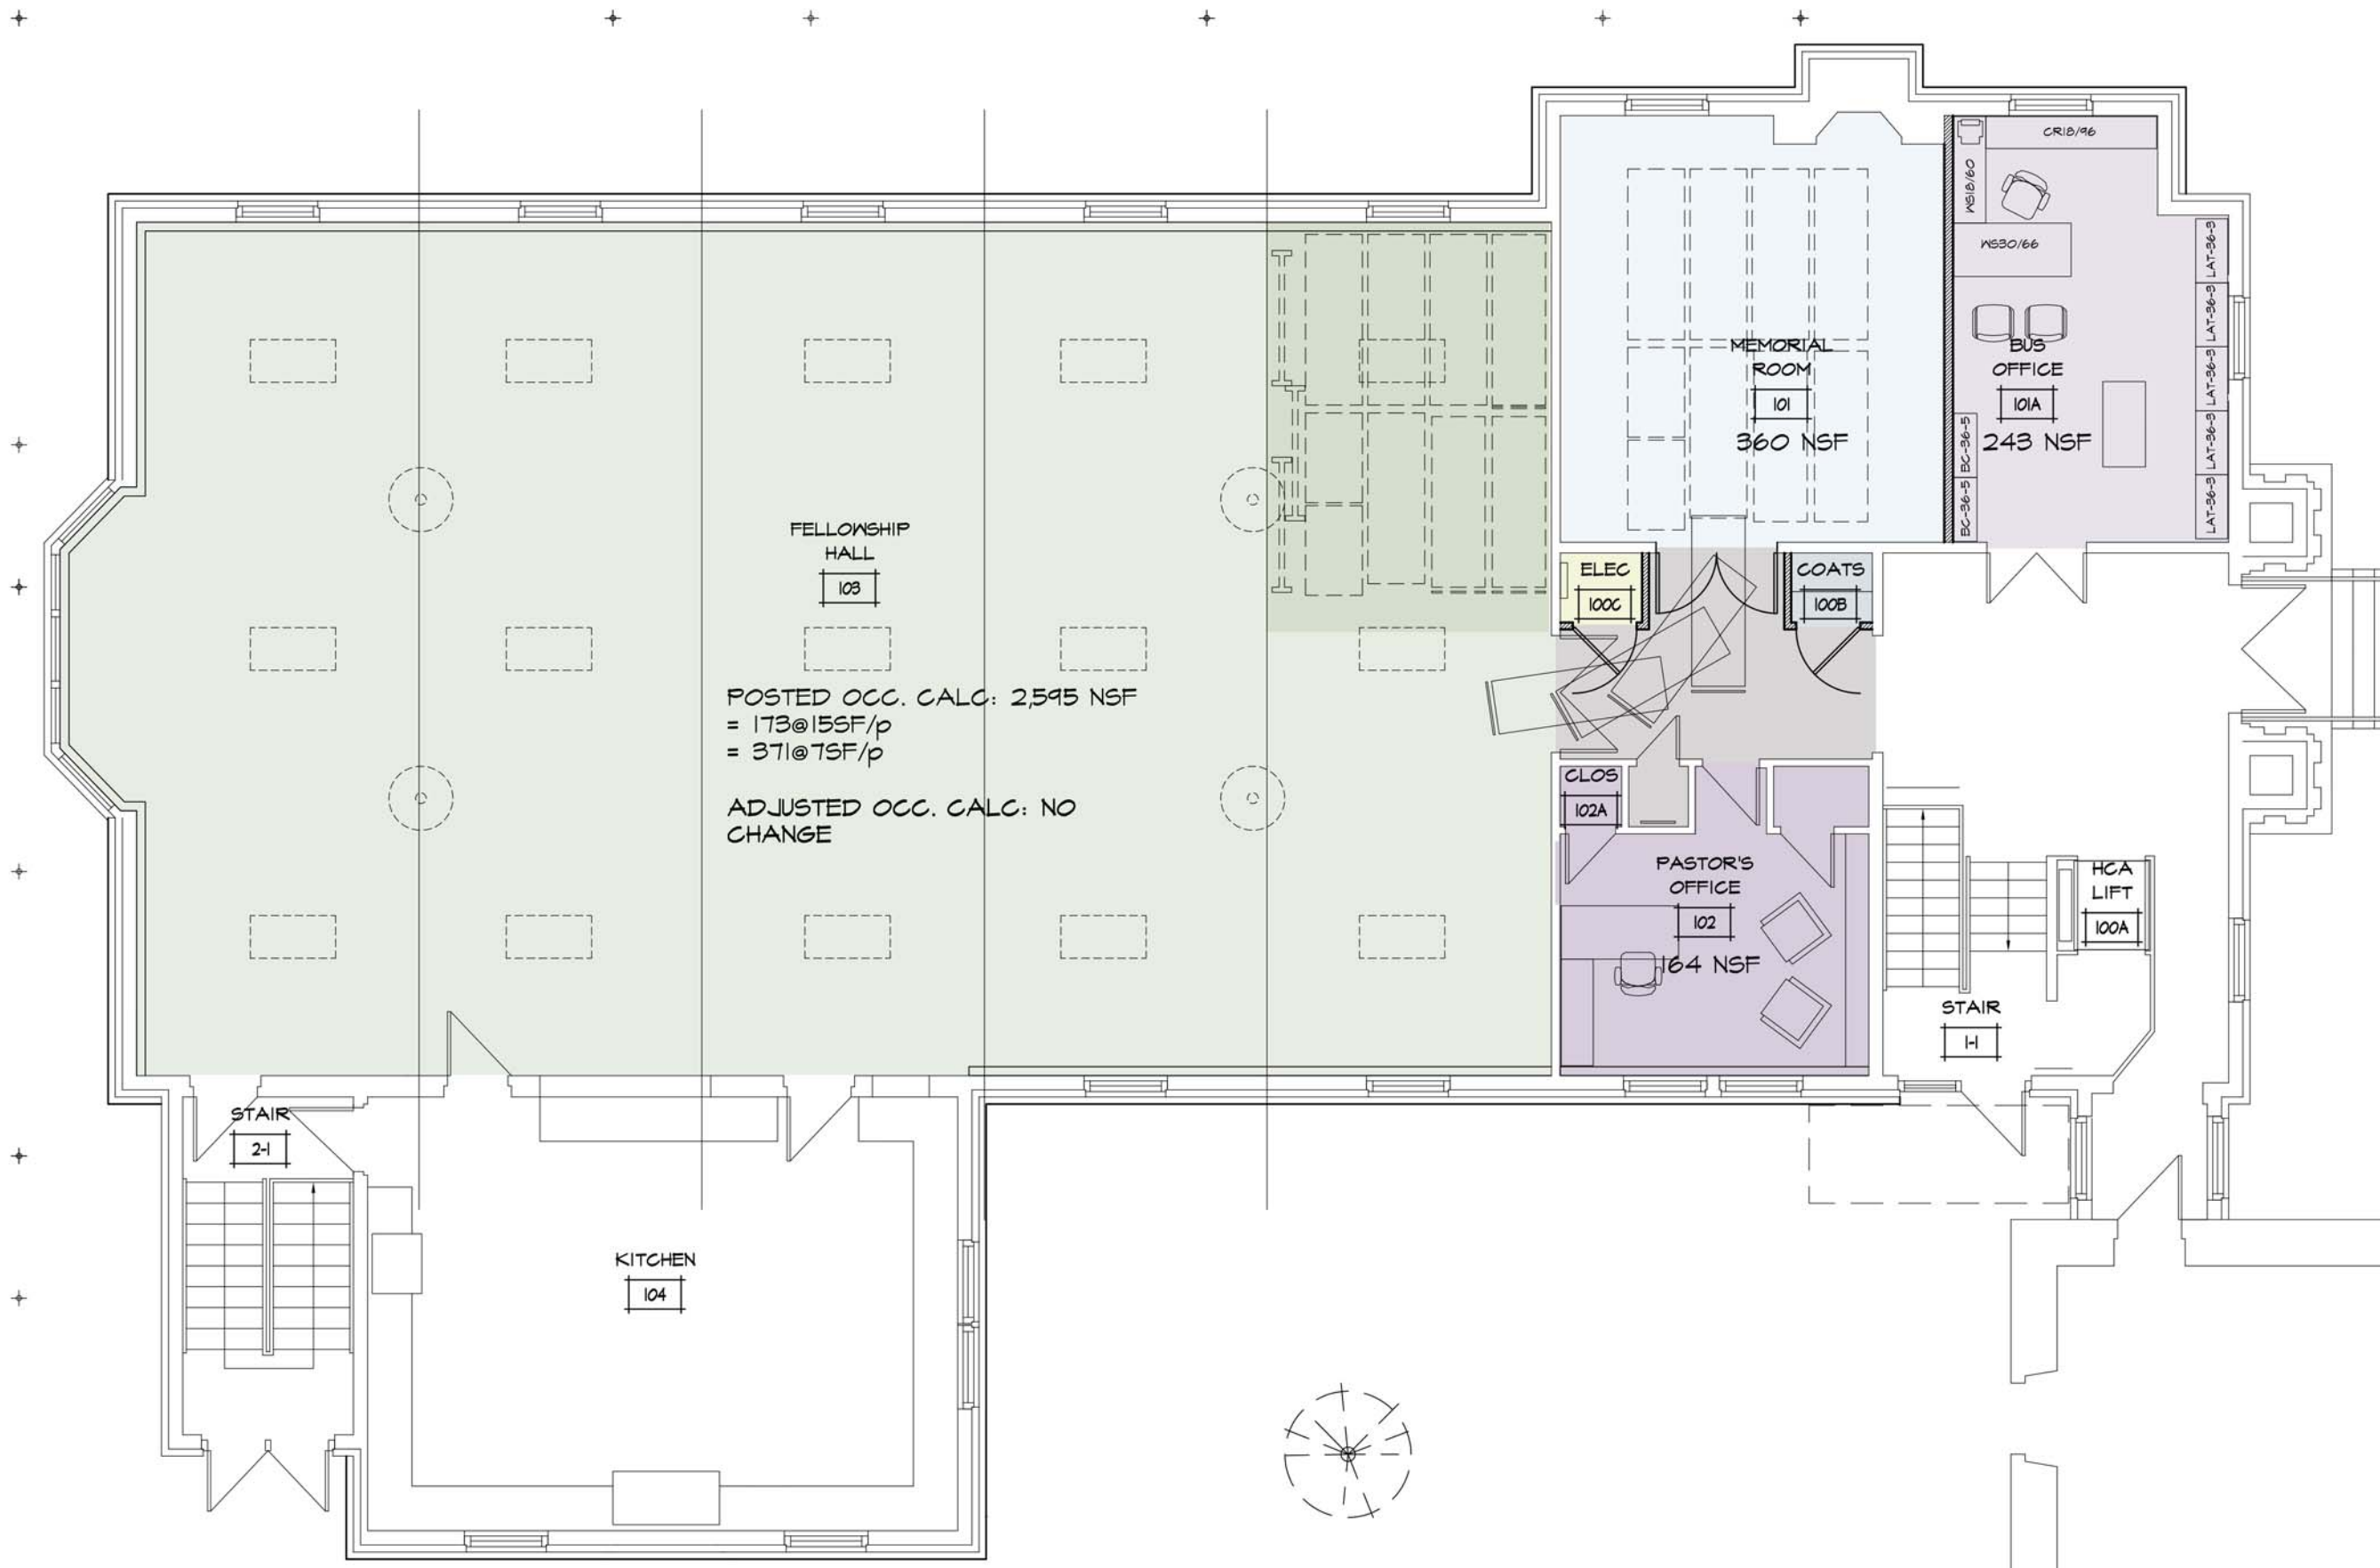 CR18/96
WS18/60
WS30/66
LAT-36-3
LAT-36-3
LAT-36-3
LAT-36-3
LAT-36-3
MEMORIAL
ROOM
101
360 NSF
BUS
OFFICE
101A
243 NSF
BC-36-5
BC-36-5
FELLOWSHIP
HALL
103
ELEC
100C
COATS
100B
POSTED OCC. CALC: 2,595 NSF
= 173@15SF/p
= 371@7SF/p
ADJUSTED OCC. CALC: NO
CHANGE
CLOS
102A
PASTOR'S
OFFICE
102
164 NSF
HCA
LIFT
100A
STAIR
1-1
STAIR
2-1
KITCHEN
104